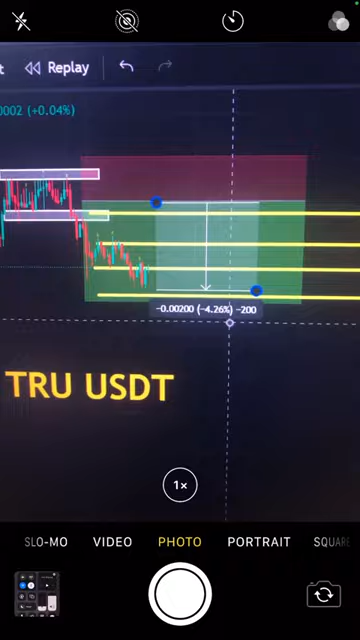 t Replay
0002 (+0.04%)
−0.00200 (−4.26%) −200
TRU USDT
1×
SLO-MO VIDEO PHOTO PORTRAIT SQUARE